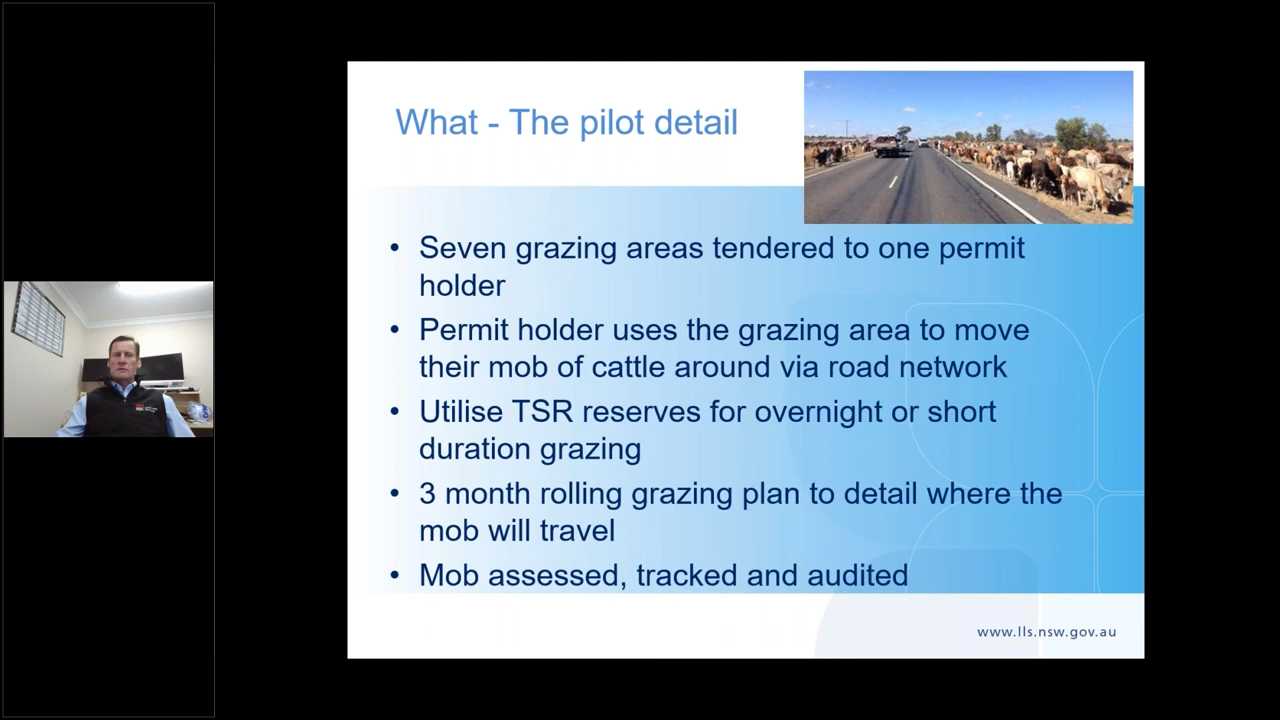 What - The pilot detail
• Seven grazing areas tendered to one permit
holder
• Permit holder uses the grazing area to move
their mob of cattle around via road network
• Utilise TSR reserves for overnight or short
duration grazing
• 3 month rolling grazing plan to detail where the
mob will travel
• Mob assessed, tracked and audited
www.lls.nsw.gov.au